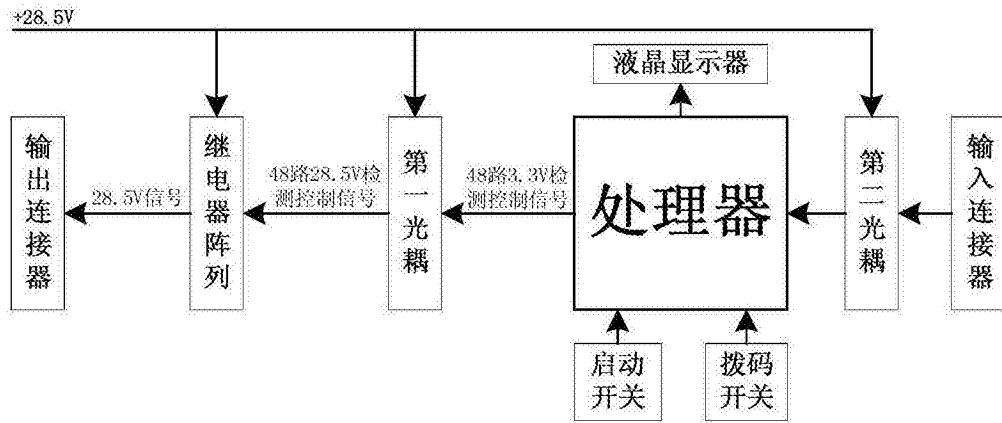 +28.5V
液晶显示器
输出连接器
28.5V信号
继电器阵列
48路28.5V检
测控制信号
第一光耦
48路3.3V检
测控制信号
处理器
第二光耦
输入连接器
启动
开关
拨码
开关